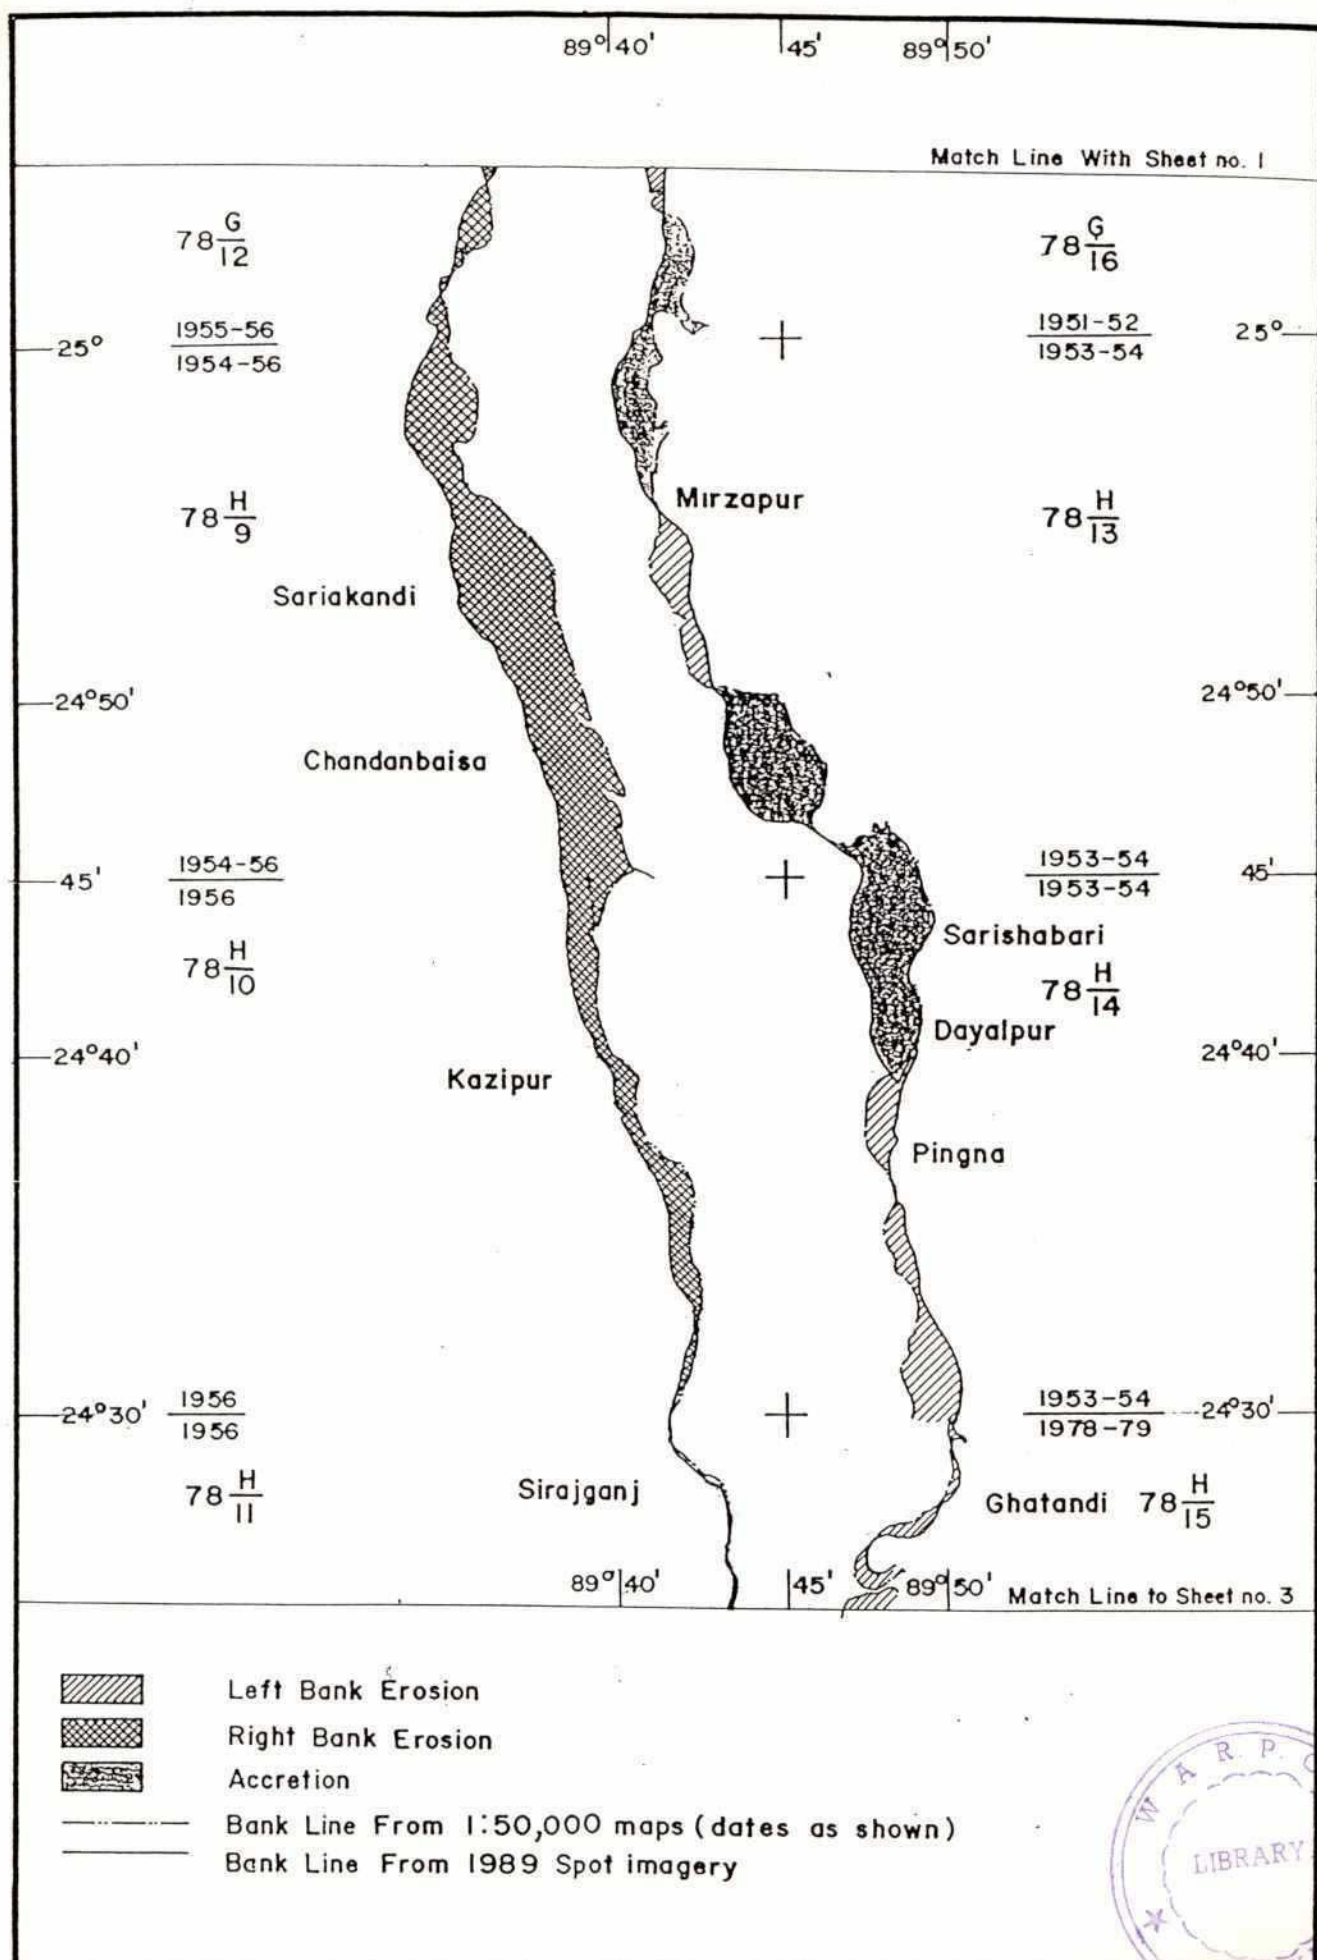 89°40' 45' 89°50'
Match Line With Sheet no. 1
78 G/12
78 G/16
1955-56
1954-56
1951-52
1953-54
25°
25°
78 H/9
Mirzapur
78 H/13
Sariakandi
24°50'
24°50'
Chandanbaisa
45'
1954-56
1956
1953-54
1953-54
45'
Sarishabari
78 H/10
78 H/14
Dayalpur
24°40'
24°40'
Kazipur
Pingna
24°30'
1956
1956
1953-54
1978-79
24°30'
78 H/11
Sirajganj
Ghatandi 78 H/15
89°40' 45' 89°50'
Match Line to Sheet no. 3
Left Bank Erosion
Right Bank Erosion
Accretion
Bank Line From 1:50,000 maps (dates as shown)
Bank Line From 1989 Spot imagery
W A R. P.
LIBRARY